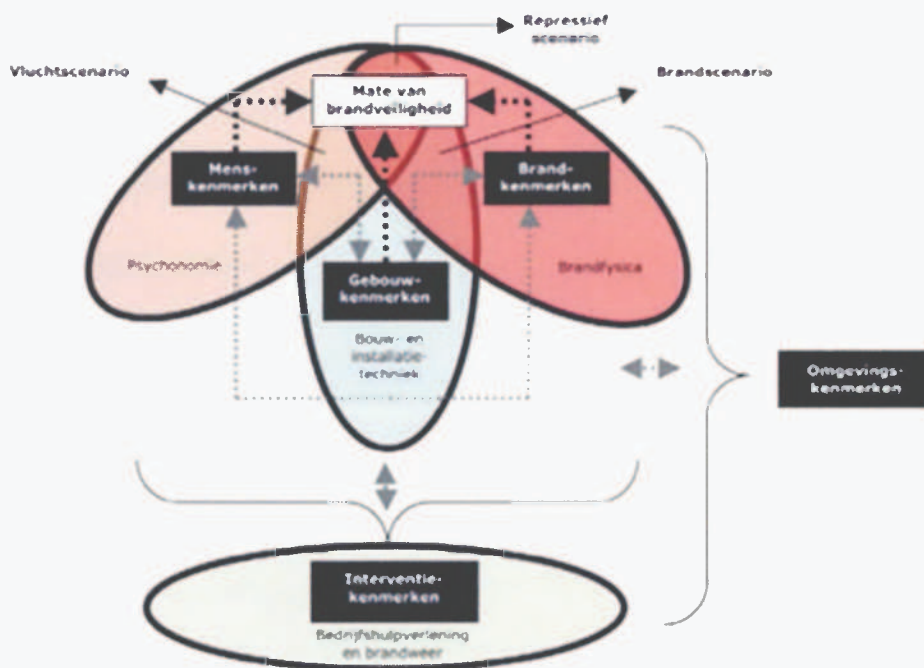 Repressief
scenario
Vluchtscenario
Brandscenario
Mate van
brandveiligheid
Mens-
kenmerken
Brand-
kenmerken
Psychonomie
Brandfysica
Gebouw-
kenmerken
Bouw- en
installatie-
techniek
Omgevings-
kenmerken
Interventie-
kenmerken
Bedrijfshulpverlening
en brandweer